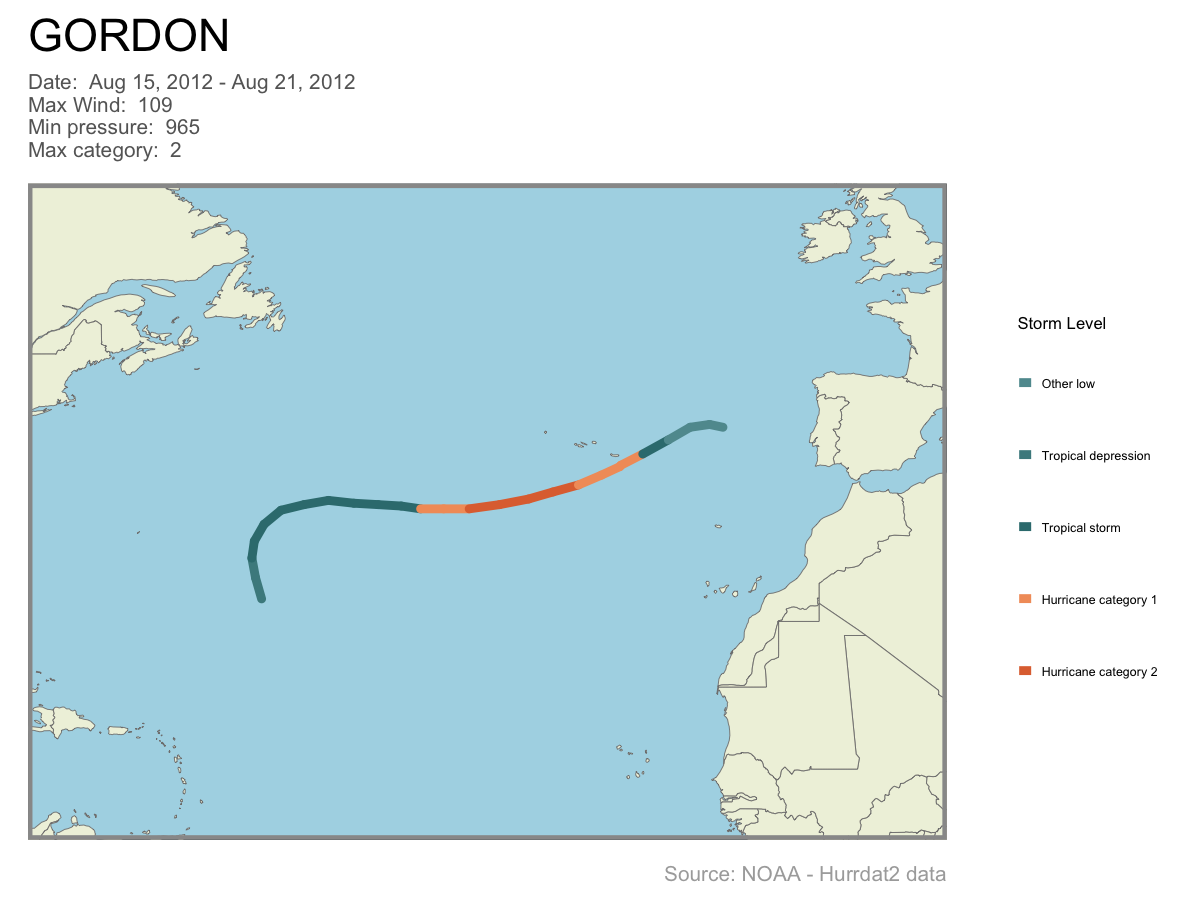 GORDON
Date:  Aug 15, 2012 - Aug 21, 2012
Max Wind:  109
Min pressure:  965
Max category:  2
Storm Level
Other low
Tropical depression
Tropical storm
Hurricane category 1
Hurricane category 2
Source: NOAA - Hurrdat2 data